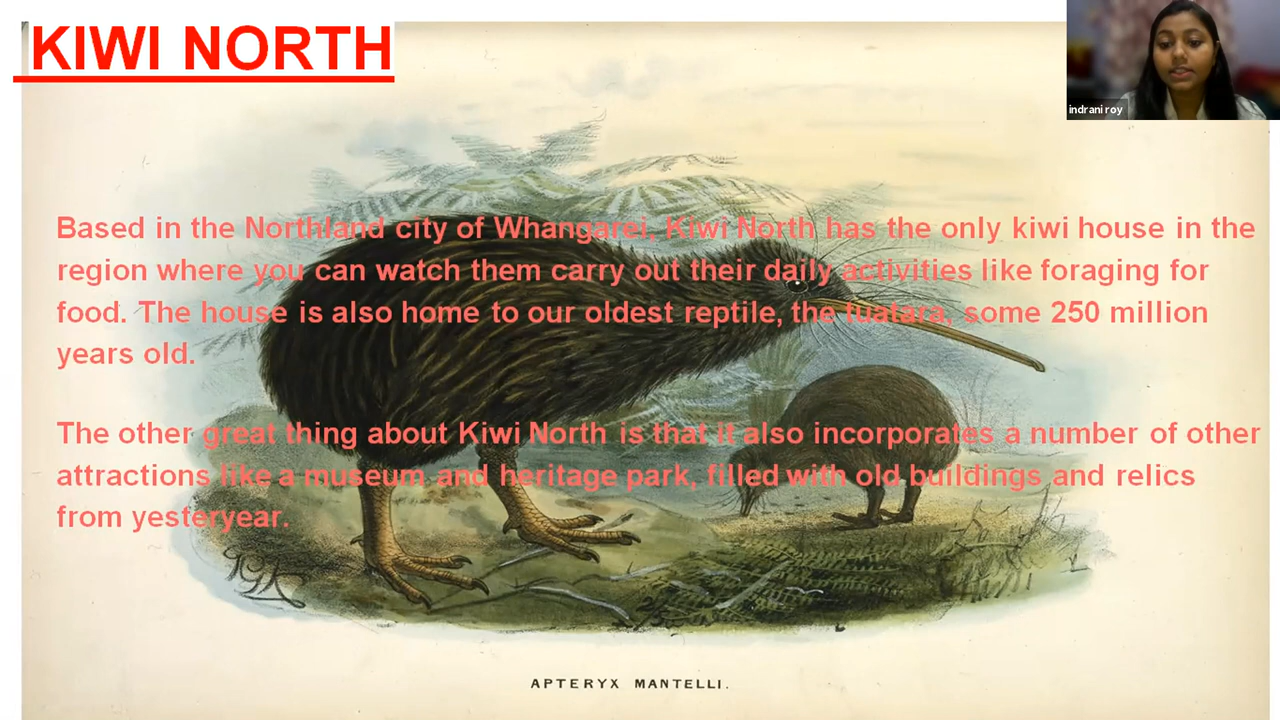 KIWI NORTH
indrani roy
Based in the Northland city of Whangarei, Kiwi North has the only kiwi house in the
region where you can watch them carry out their daily activities like foraging for
food. The house is also home to our oldest reptile, the tuatara, some 250 million
years old.
The other great thing about Kiwi North is that it also incorporates a number of other
attractions like a museum and heritage park, filled with old buildings and relics
from yesteryear.
APTERYX MANTELLI.